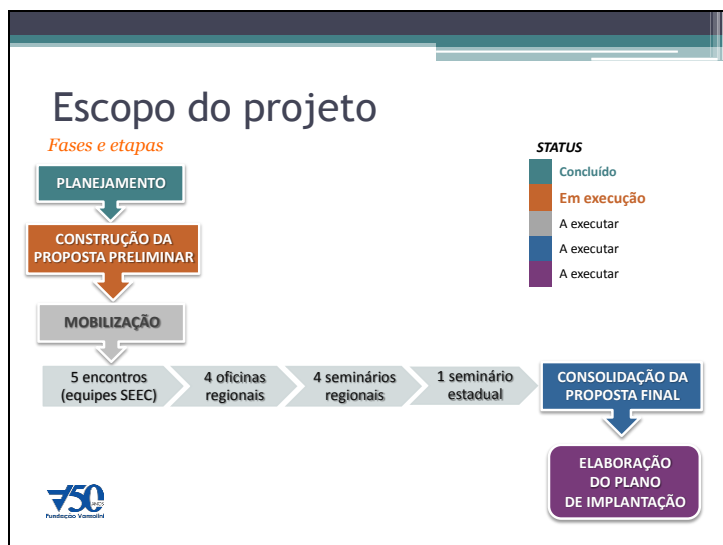 Escopo do projeto
Fases e etapas
STATUS
Concluído
Em execução
A executar
A executar
A executar
PLANEJAMENTO
CONSTRUÇÃO DA
PROPOSTA PRELIMINAR
MOBILIZAÇÃO
5 encontros
(equipes SEEC)
4 oficinas
regionais
4 seminários
regionais
1 seminário
estadual
CONSOLIDAÇÃO DA
PROPOSTA FINAL
ELABORAÇÃO
DO PLANO
DE IMPLANTAÇÃO
50
ANOS
Fundação Vanzolini